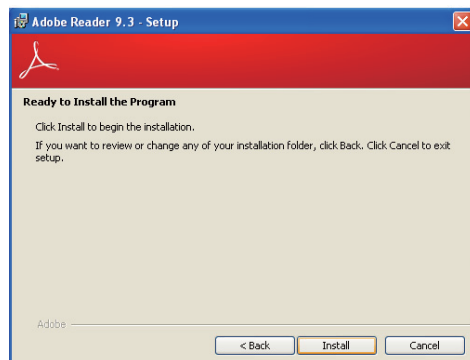 Adobe Reader 9.3 - Setup
Ready to Install the Program
Click Install to begin the installation.
If you want to review or change any of your installation folder, click Back. Click Cancel to exit
setup.
Adobe
< Back Install Cancel